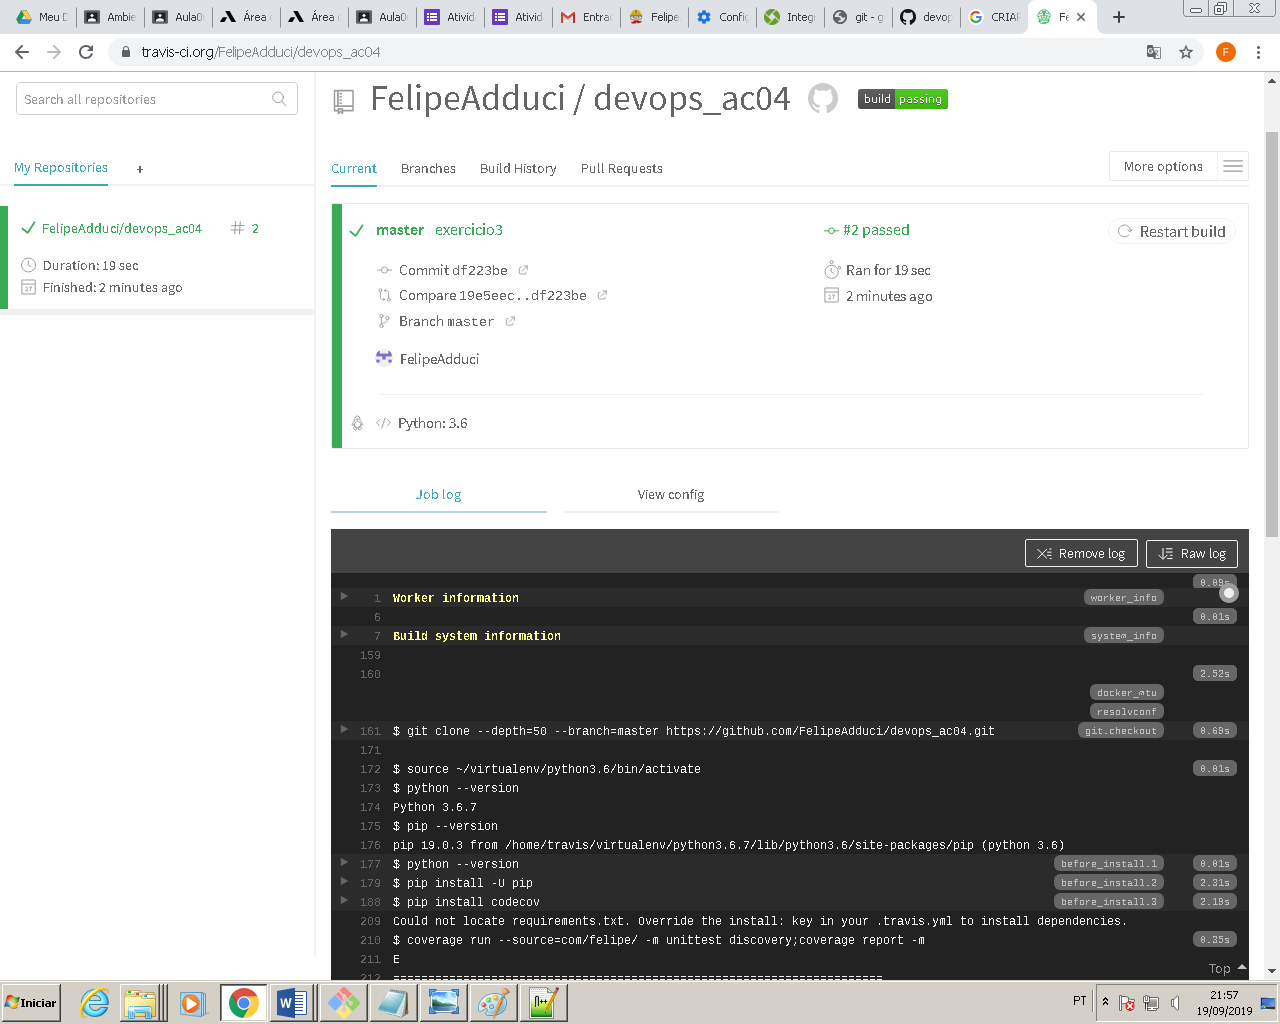 Meu D
Ambie
Aula0
Área
Área
Aula0
Ativid
Ativid
Entra
Felipe
Config
Integ
git - g
devop
CRIAR
Fe
travis-ci.org/FelipeAdduci/devops_ac04
F
Search all repositories
FelipeAdduci / devops_ac04
build passing
My Repositories +
Current Branches Build History Pull Requests
More options
FelipeAdduci/devops_ac04 # 2
Duration: 19 sec
Finished: 2 minutes ago
master exercicio3
#2 passed
Restart build
Commit df223be
Ran for 19 sec
Compare 19e5eec..df223be
2 minutes ago
Branch master
FelipeAdduci
Python: 3.6
Job log
View config
Remove log
Raw log
0.09s
1 Worker information worker_info
6 0.01s
7 Build system information system_info
159
160 2.52s
docker_mtu
resolvconf
161 $ git clone --depth=50 --branch=master https://github.com/FelipeAdduci/devops_ac04.git git.checkout 0.69s
171
172 $ source ~/virtualenv/python3.6/bin/activate 0.01s
173 $ python --version
174 Python 3.6.7
175 $ pip --version
176 pip 19.0.3 from /home/travis/virtualenv/python3.6.7/lib/python3.6/site-packages/pip (python 3.6)
177 $ python --version before_install.1 0.01s
179 $ pip install -U pip before_install.2 2.31s
188 $ pip install codecov before_install.3 2.19s
209 Could not locate requirements.txt. Override the install: key in your .travis.yml to install dependencies.
210 $ coverage run --source=com/felipe/ -m unittest discovery;coverage report -m 0.35s
211 E
212 ======================================================================
Top
Iniciar
PT
21:57
19/09/2019